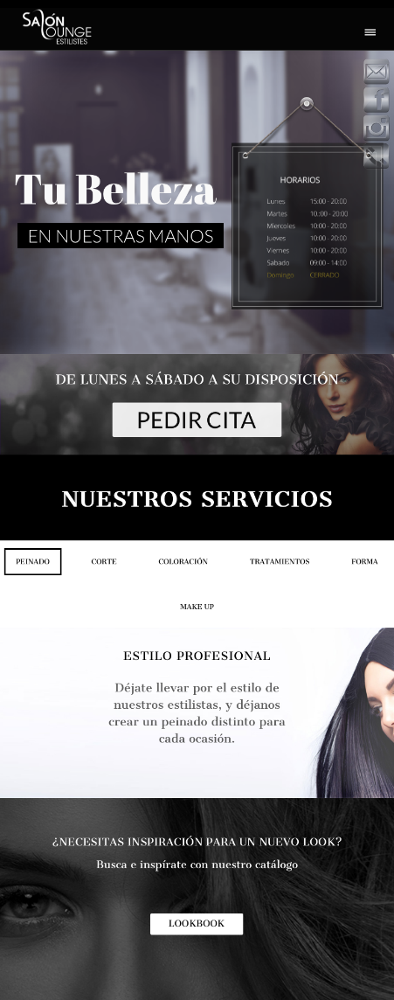 SALÓN
LOUNGE
ESTILISTES
Tu Belleza
EN NUESTRAS MANOS
HORARIOS
Lunes 15:00 - 20:00
Martes 10.:00 - 20:00
Miercoles 10:00 - 20:00
Jueves 10:00 - 20:00
Viernes 10:00 - 20:00
Sabado 09:00 - 14:00
Domingo CERRADO
DE LUNES A SÁBADO A SU DISPOSICIÓN
PEDIR CITA
NUESTROS SERVICIOS
PEINADO CORTE COLORACIÓN TRATAMIENTOS FORMA
MAKE UP
ESTILO PROFESIONAL
Déjate llevar por el estilo de
nuestros estilistas, y déjanos
crear un peinado distinto para
cada ocasión.
¿NECESITAS INSPIRACIÓN PARA UN NUEVO LOOK?
Busca e inspírate con nuestro catálogo
LOOKBOOK